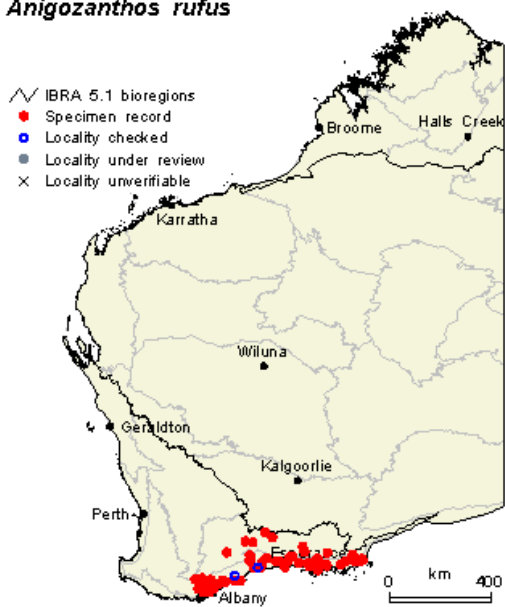 Anigozanthos rufus
IBRA 5.1 bioregions
Specimen record
Locality checked
Locality under review
Locality unverifiable
Broome
Halls Creek
Karratha
Wiluna
Geraldton
Kalgoorlie
Perth
Esperance
Albany
0 km 400